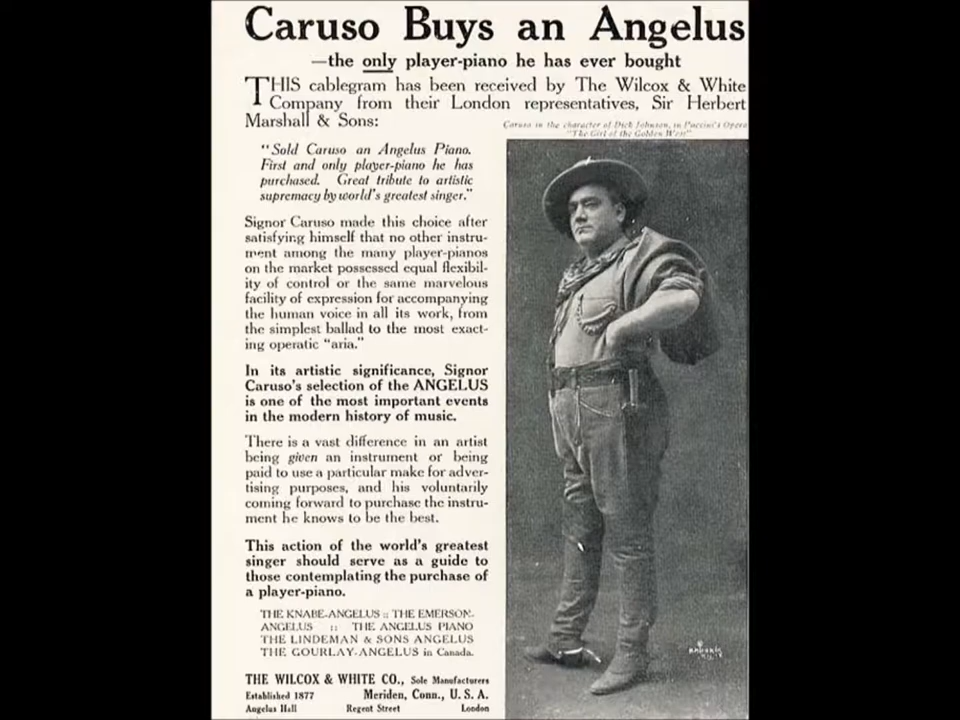 Caruso Buys an Angelus
—the only player-piano he has ever bought
THIS cablegram has been received by The Wilcox & White
Company from their London representatives, Sir Herbert
Marshall & Sons:
Caruso in the character of Dick Johnson, in Puccini's Opera
"The Girl of the Golden West"
"Sold Caruso an Angelus Piano.
First and only player-piano he has
purchased. Great tribute to artistic
supremacy by world's greatest singer."
Signor Caruso made this choice after
satisfying himself that no other instru-
ment among the many player-pianos
on the market possessed equal flexibil-
ity of control or the same marvelous
facility of expression for accompanying
the human voice in all its work, from
the simplest ballad to the most exact-
ing operatic "aria."
In its artistic significance, Signor
Caruso's selection of the ANGELUS
is one of the most important events
in the modern history of music.
There is a vast difference in an artist
being given an instrument or being
paid to use a particular make for adver-
tising purposes, and his voluntarily
coming forward to purchase the instru-
ment he knows to be the best.
This action of the world's greatest
singer should serve as a guide to
those contemplating the purchase of
a player-piano.
THE KNABE-ANGELUS :: THE EMERSON-
ANGELUS :: THE ANGELUS PIANO
THE LINDEMAN & SONS ANGELUS
THE GOURLAY-ANGELUS in Canada.
THE WILCOX & WHITE CO., Sole Manufacturers
Established 1877 Meriden, Conn., U. S. A.
Angelus Hall Regent Street London